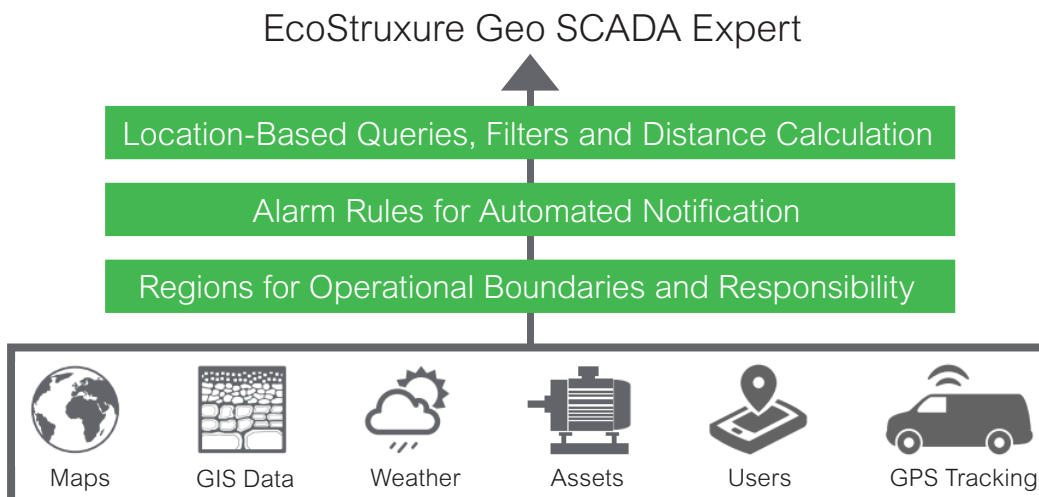 EcoStruxure Geo SCADA Expert
Location-Based Queries, Filters and Distance Calculation
Alarm Rules for Automated Notification
Regions for Operational Boundaries and Responsibility
Maps
GIS Data
Weather
Assets
Users
GPS Tracking